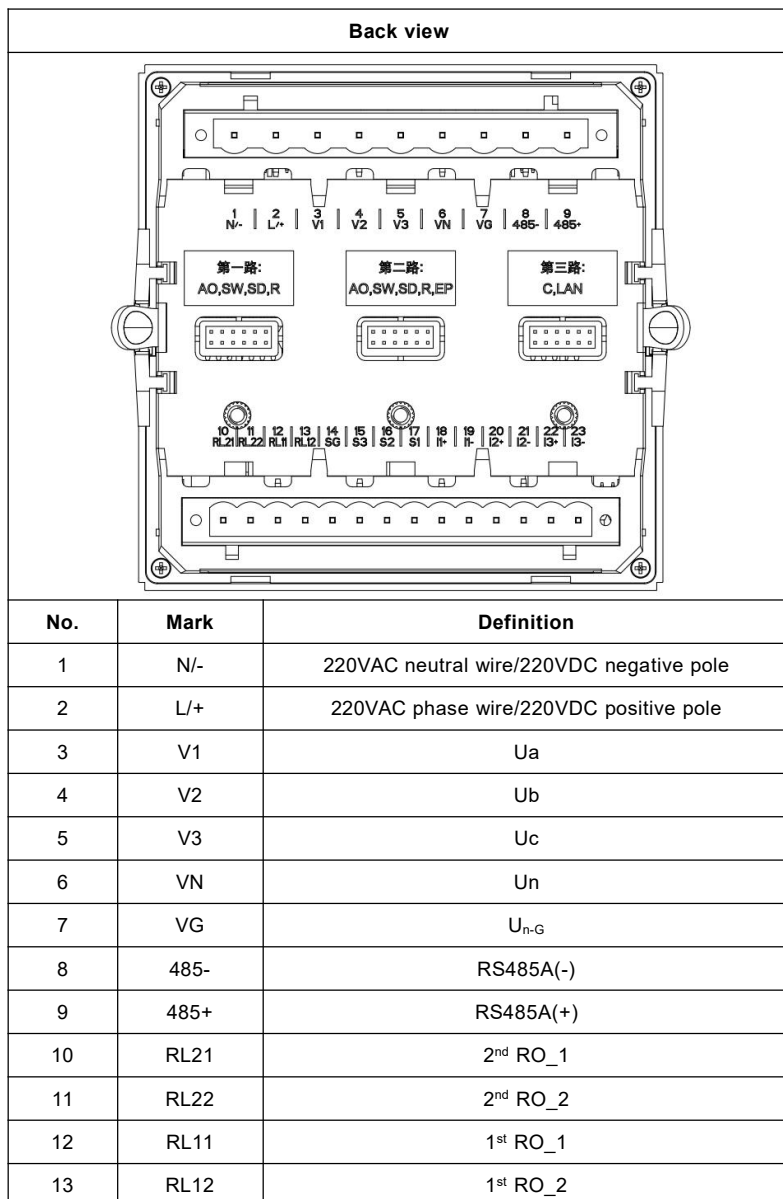 Back view
1 | 2 | 3 | 4 | 5 | 6 | 7 | 8 | 9
N/- | L/+ | V1 | V2 | V3 | VN | VG | 485- | 485+
第一路: 第二路: 第三路:
AO,SW,SD,R AO,SW,SD,R,EP C,LAN
10 | 11 | 12 | 13 | 14 | 15 | 16 | 17 | 18 | 19 | 20 | 21 | 22 | 23
RL21 | RL22 | RL11 | RL12 | SG | S3 | S2 | S1 | I1+ | I1- | I2+ | I2- | I3+ | I3-
No. Mark Definition
1 N/- 220VAC neutral wire/220VDC negative pole
2 L/+ 220VAC phase wire/220VDC positive pole
3 V1 Ua
4 V2 Ub
5 V3 Uc
6 VN Un
7 VG Un-G
8 485- RS485A(-)
9 485+ RS485A(+)
10 RL21 2nd RO_1
11 RL22 2nd RO_2
12 RL11 1st RO_1
13 RL12 1st RO_2